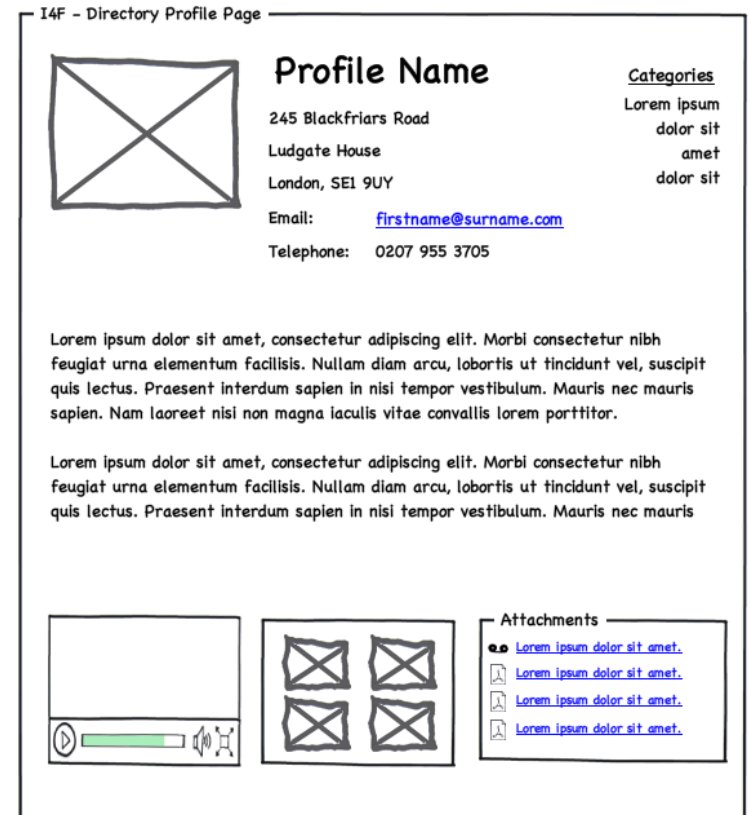 I4F - Directory Profile Page
Profile Name
245 Blackfriars Road
Ludgate House
London, SE1 9UY
Email: firstname@surname.com
Telephone: 0207 955 3705
Categories
Lorem ipsum
dolor sit
amet
dolor sit
Lorem ipsum dolor sit amet, consectetur adipiscing elit. Morbi consectetur nibh
feugiat urna elementum facilisis. Nullam diam arcu, lobortis ut tincidunt vel, suscipit
quis lectus. Praesent interdum sapien in nisi tempor vestibulum. Mauris nec mauris
sapien. Nam laoreet nisi non magna iaculis vitae convallis lorem porttitor.
Lorem ipsum dolor sit amet, consectetur adipiscing elit. Morbi consectetur nibh
feugiat urna elementum facilisis. Nullam diam arcu, lobortis ut tincidunt vel, suscipit
quis lectus. Praesent interdum sapien in nisi tempor vestibulum. Mauris nec mauris
Attachments
Lorem ipsum dolor sit amet.
Lorem ipsum dolor sit amet.
Lorem ipsum dolor sit amet.
Lorem ipsum dolor sit amet.